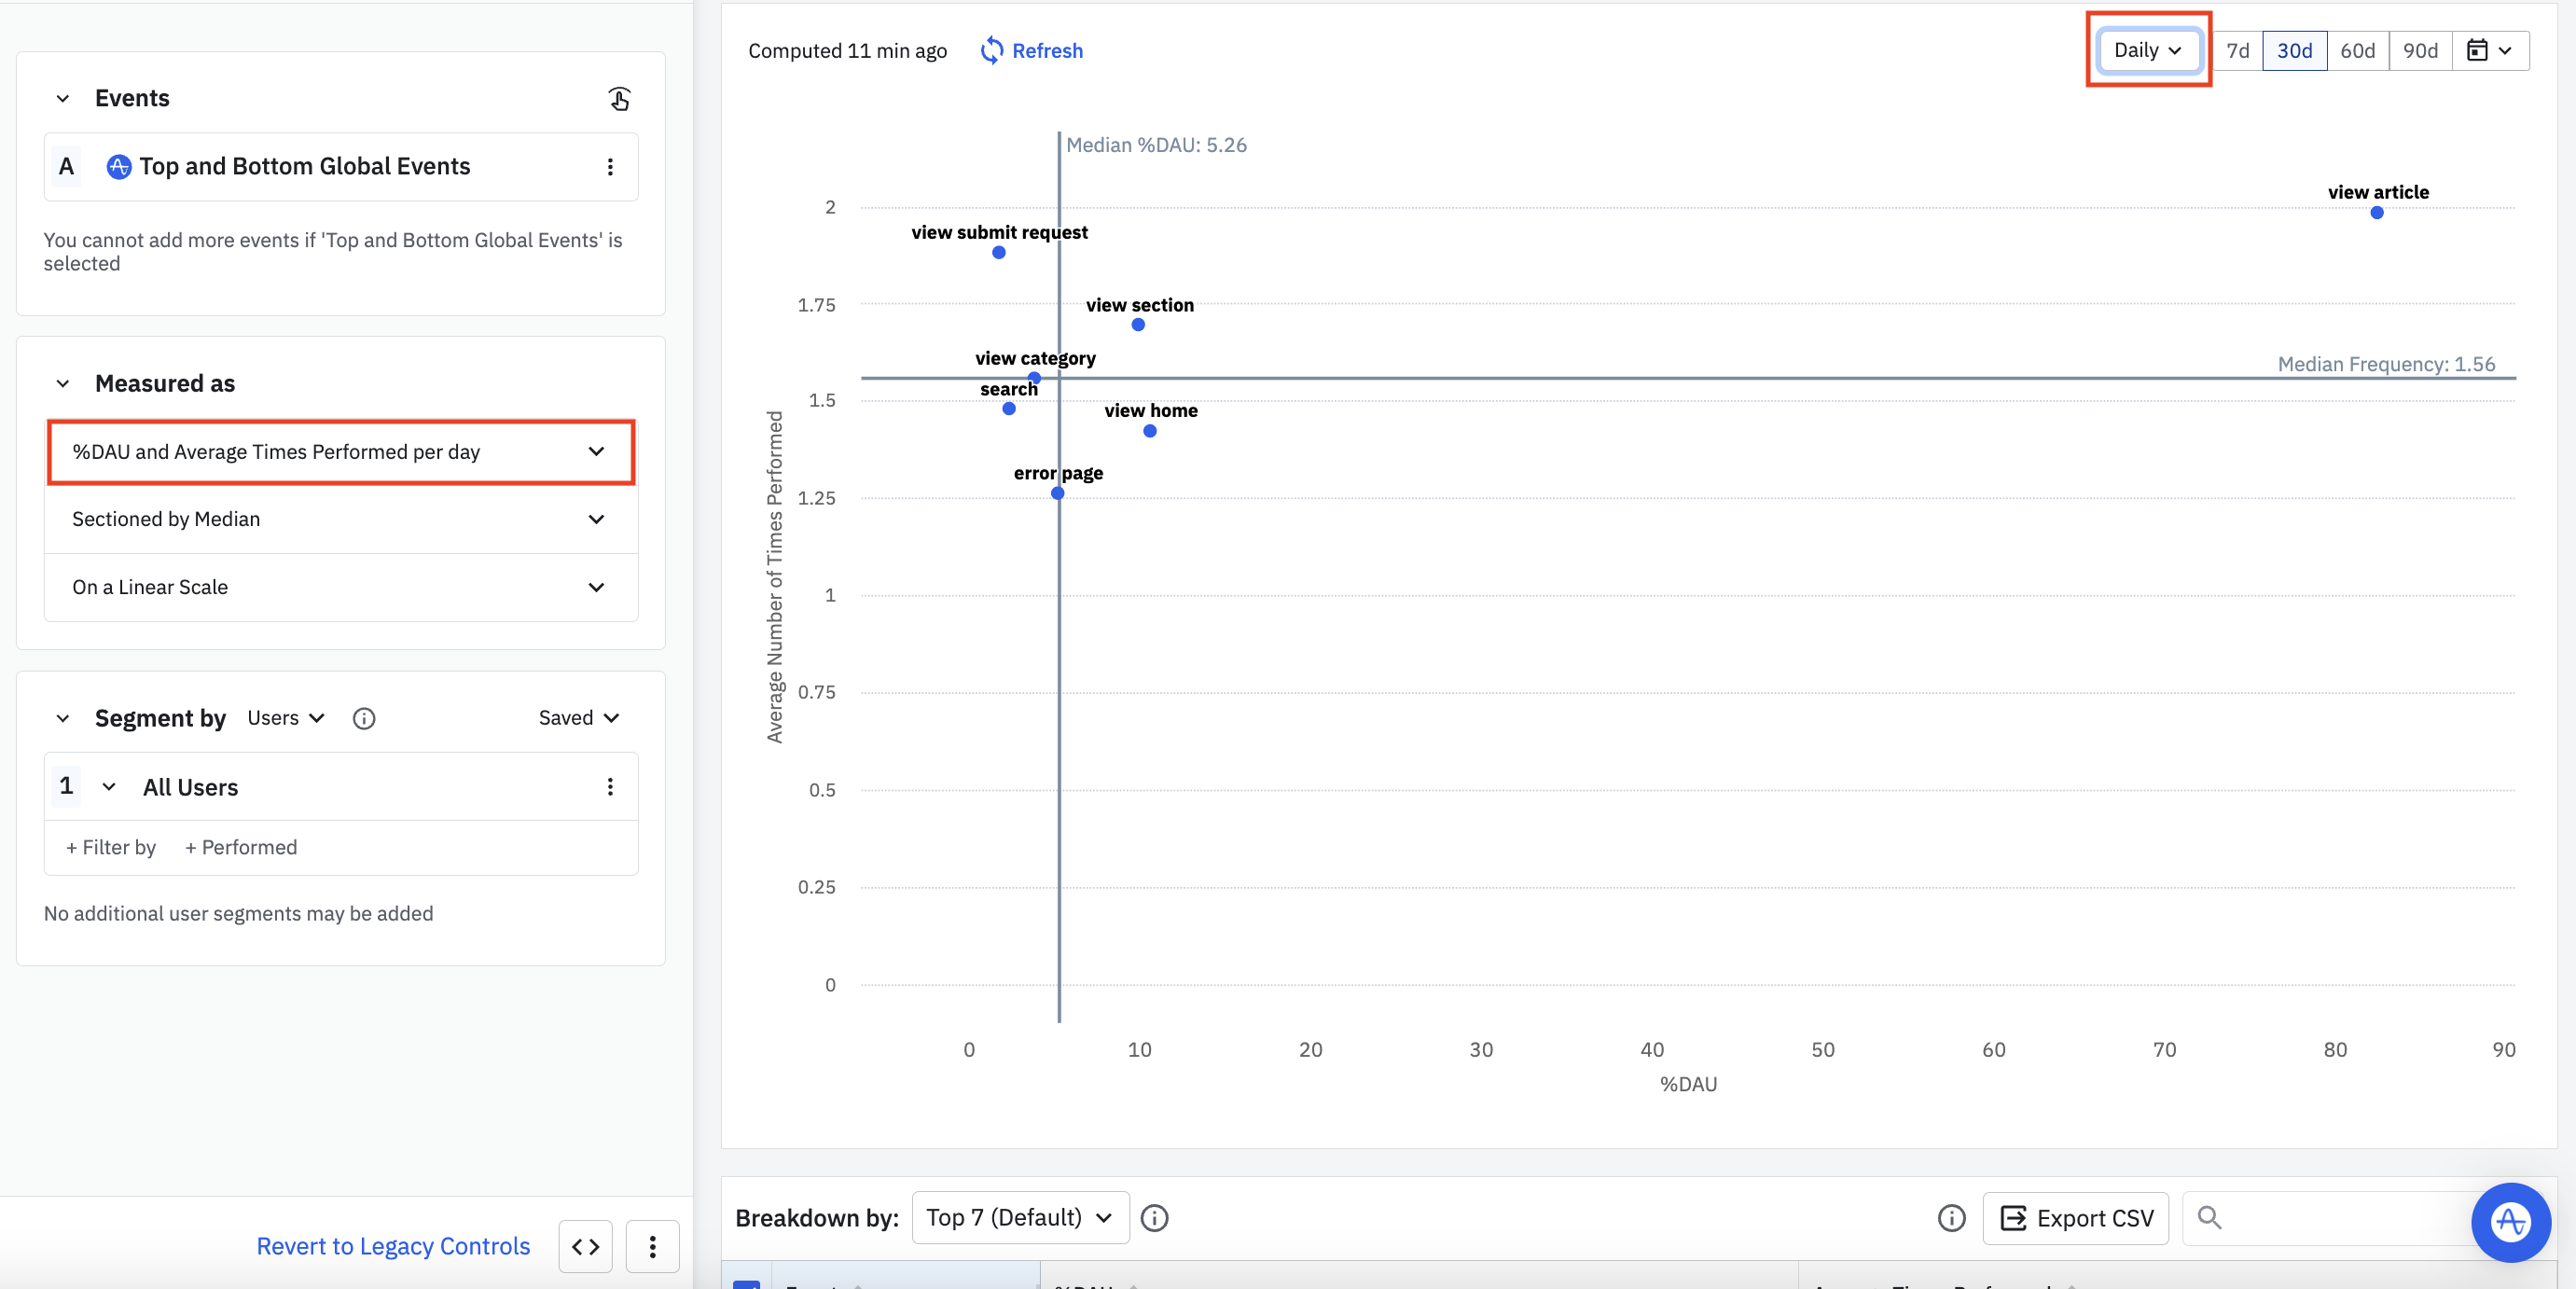 Events
A
Top and Bottom Global Events
You cannot add more events if 'Top and Bottom Global Events' is
selected
Measured as
%DAU and Average Times Performed per day
Sectioned by Median
On a Linear Scale
Segment by
Users
Saved
1
All Users
+ Filter by
+ Performed
No additional user segments may be added
Revert to Legacy Controls
Computed 11 min ago
Refresh
Daily
7d
30d
60d
90d
Median %DAU: 5.26
view article
2
view submit request
1.75
view section
view category
Median Frequency: 1.56
search
1.5
view home
error page
1.25
Average Number of Times Performed
1
0.75
0.5
0.25
0
0
10
20
30
40
50
60
70
80
90
%DAU
Breakdown by:
Top 7 (Default)
Export CSV